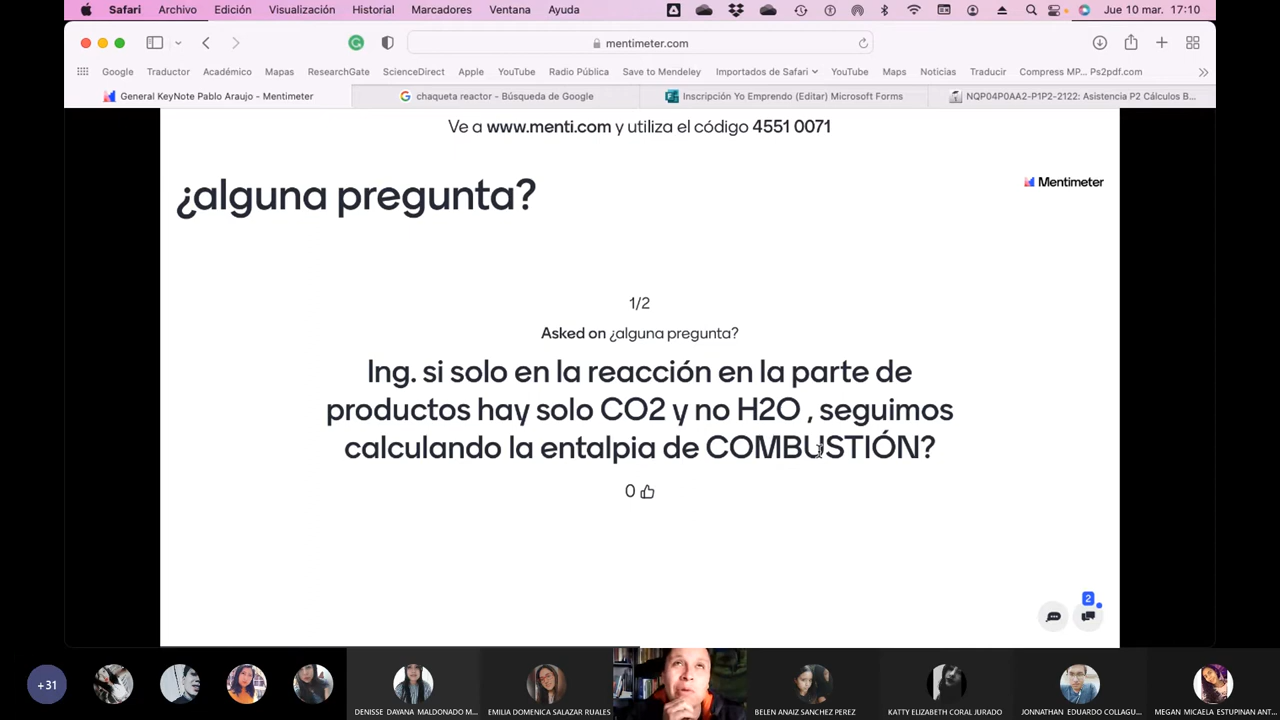 Safari Archivo Edición Visualización Historial Marcadores Ventana Ayuda Jue 10 mar. 17:10
mentimeter.com
Google Traductor Académico Mapas ResearchGate ScienceDirect Apple YouTube Radio Pública Save to Mendeley Importados de Safari YouTube Maps Noticias Traducir Compress MP... Ps2pdf.com
General KeyNote Pablo Araujo - Mentimeter chaqueta reactor - Búsqueda de Google Inscripción Yo Emprendo (Editar) Microsoft Forms NQP04P0AA2-P1P2-2122: Asistencia P2 Cálculos B...
Ve a www.menti.com y utiliza el código 4551 0071
¿alguna pregunta?
Mentimeter
1/2
Asked on ¿alguna pregunta?
Ing. si solo en la reacción en la parte de
productos hay solo CO2 y no H2O , seguimos
calculando la entalpia de COMBUSTIÓN?
0
2
+31
DENISSE DAYANA MALDONADO M... EMILIA DOMENICA SALAZAR RUALES BELEN ANAIZ SANCHEZ PEREZ KATTY ELIZABETH CORAL JURADO JONNATHAN EDUARDO COLLAGU... MEGAN MICAELA ESTUPINAN ANT...